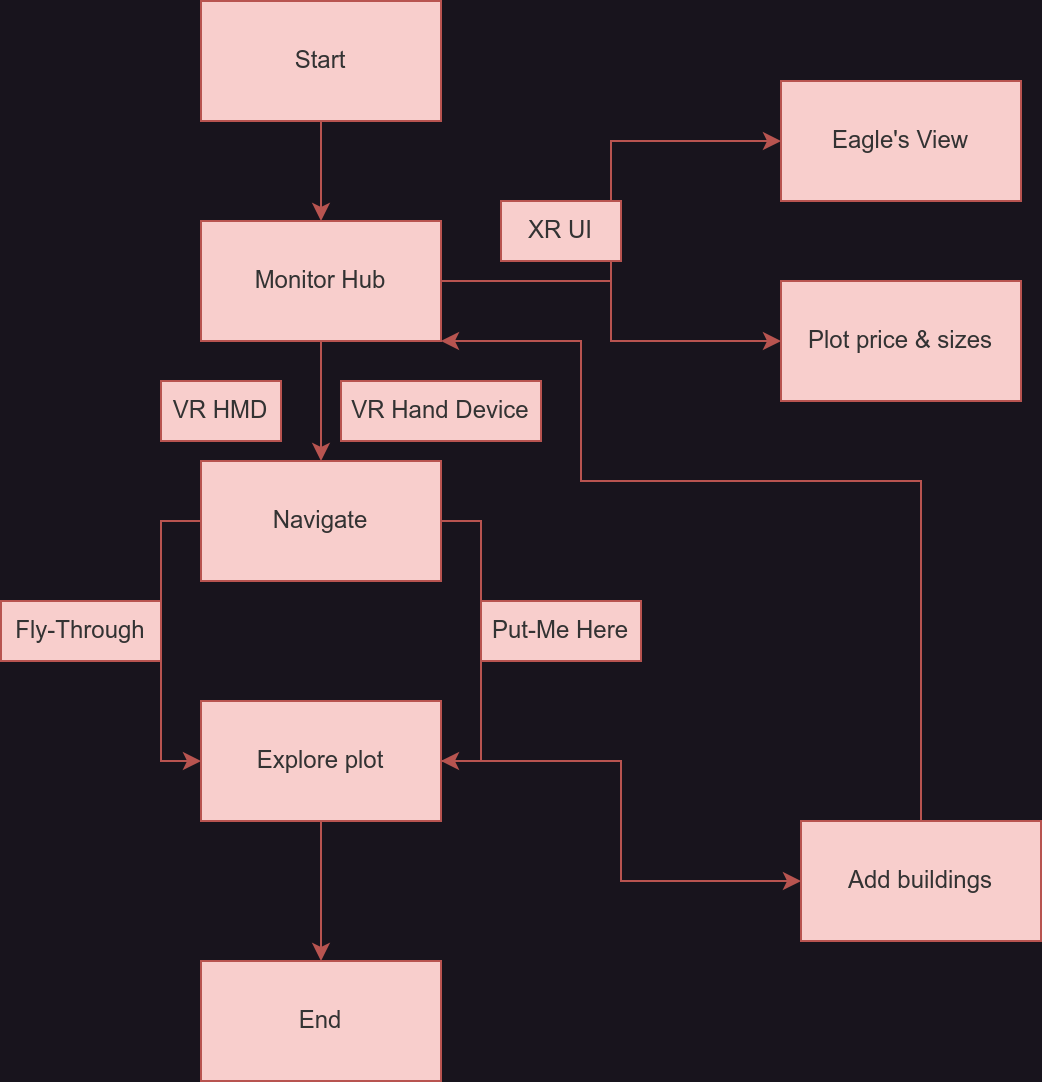 Start
Eagle's View
XR UI
Monitor Hub
Plot price & sizes
VR HMD
VR Hand Device
Navigate
Fly-Through
Put-Me Here
Explore plot
Add buildings
End